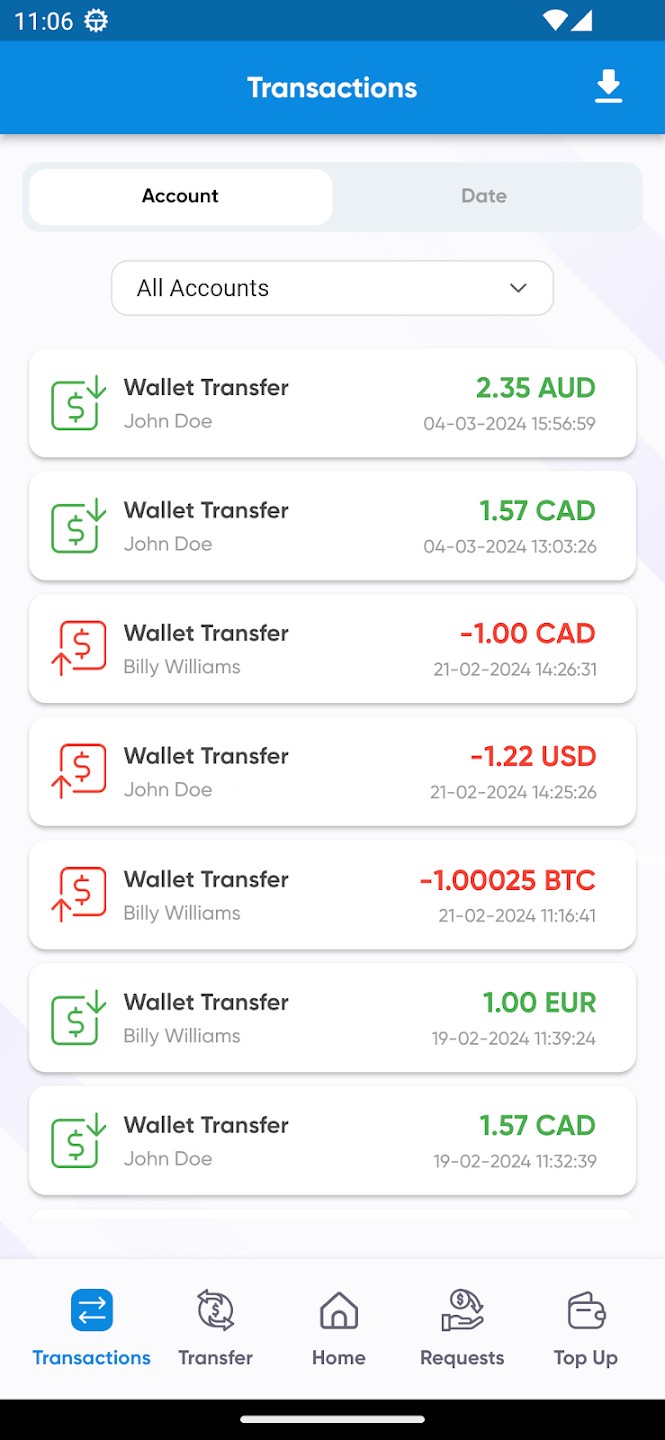 11:06
Transactions
Account Date
All Accounts
Wallet Transfer 2.35 AUD
John Doe 04-03-2024 15:56:59
Wallet Transfer 1.57 CAD
John Doe 04-03-2024 13:03:26
Wallet Transfer -1.00 CAD
Billy Williams 21-02-2024 14:26:31
Wallet Transfer -1.22 USD
John Doe 21-02-2024 14:25:26
Wallet Transfer -1.00025 BTC
Billy Williams 21-02-2024 11:16:41
Wallet Transfer 1.00 EUR
Billy Williams 19-02-2024 11:39:24
Wallet Transfer 1.57 CAD
John Doe 19-02-2024 11:32:39
Transactions Transfer Home Requests Top Up